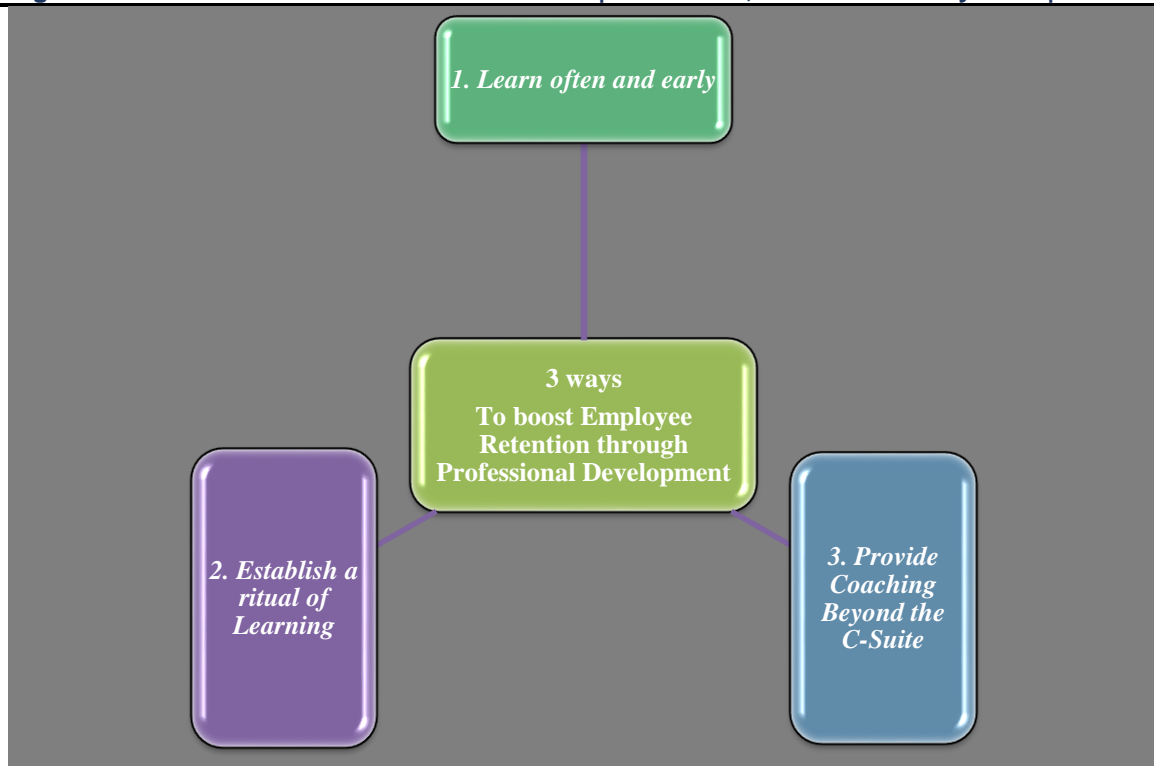 1. Learn often and early
3 ways
To boost Employee
Retention through
Professional Development
2. Establish a
ritual of
Learning
3. Provide
Coaching
Beyond the
C-Suite